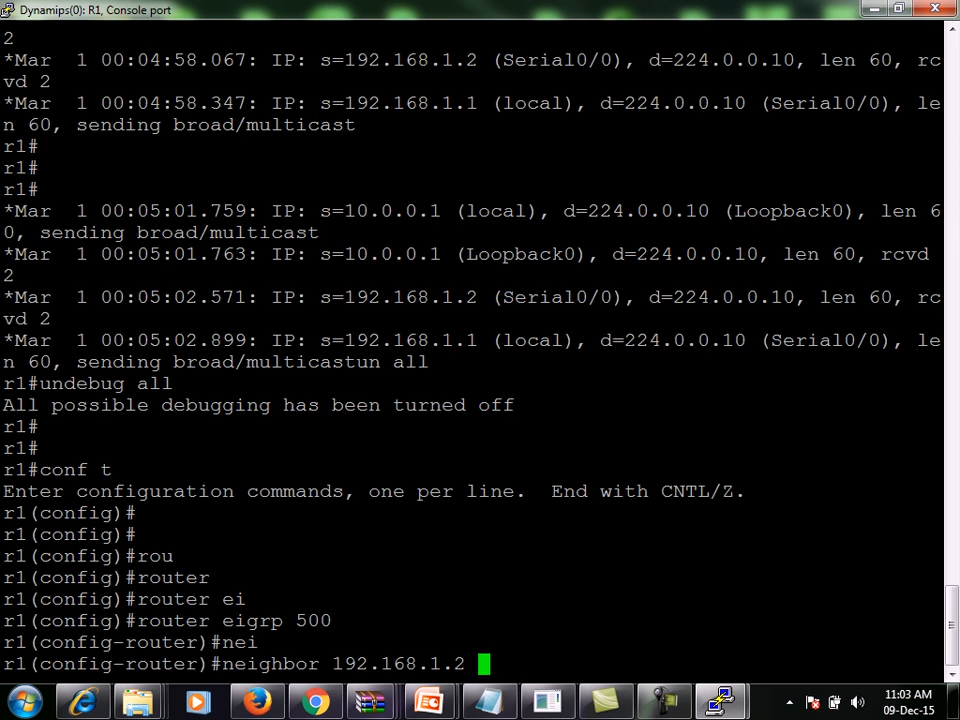 Dynamips(0): R1, Console port
2
*Mar  1 00:04:58.067: IP: s=192.168.1.2 (Serial0/0), d=224.0.0.10, len 60, rc
vd 2
*Mar  1 00:04:58.347: IP: s=192.168.1.1 (local), d=224.0.0.10 (Serial0/0), le
n 60, sending broad/multicast
r1#
r1#
r1#
*Mar  1 00:05:01.759: IP: s=10.0.0.1 (local), d=224.0.0.10 (Loopback0), len 6
0, sending broad/multicast
*Mar  1 00:05:01.763: IP: s=10.0.0.1 (Loopback0), d=224.0.0.10, len 60, rcvd
2
*Mar  1 00:05:02.571: IP: s=192.168.1.2 (Serial0/0), d=224.0.0.10, len 60, rc
vd 2
*Mar  1 00:05:02.899: IP: s=192.168.1.1 (local), d=224.0.0.10 (Serial0/0), le
n 60, sending broad/multicastun all
r1#undebug all
All possible debugging has been turned off
r1#
r1#
r1#conf t
Enter configuration commands, one per line.  End with CNTL/Z.
r1(config)#
r1(config)#
r1(config)#rou
r1(config)#router
r1(config)#router ei
r1(config)#router eigrp 500
r1(config-router)#nei
r1(config-router)#neighbor 192.168.1.2
11:03 AM
09-Dec-15